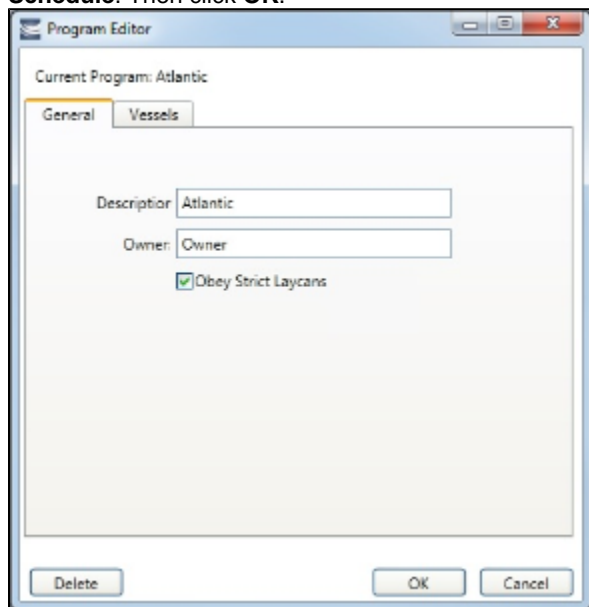 Schedule. Then click OK.
Program Editor
Current Program: Atlantic
General Vessels
Descriptior Atlantic
Owner: Owner
Obey Strict Laycans
Delete OK Cancel